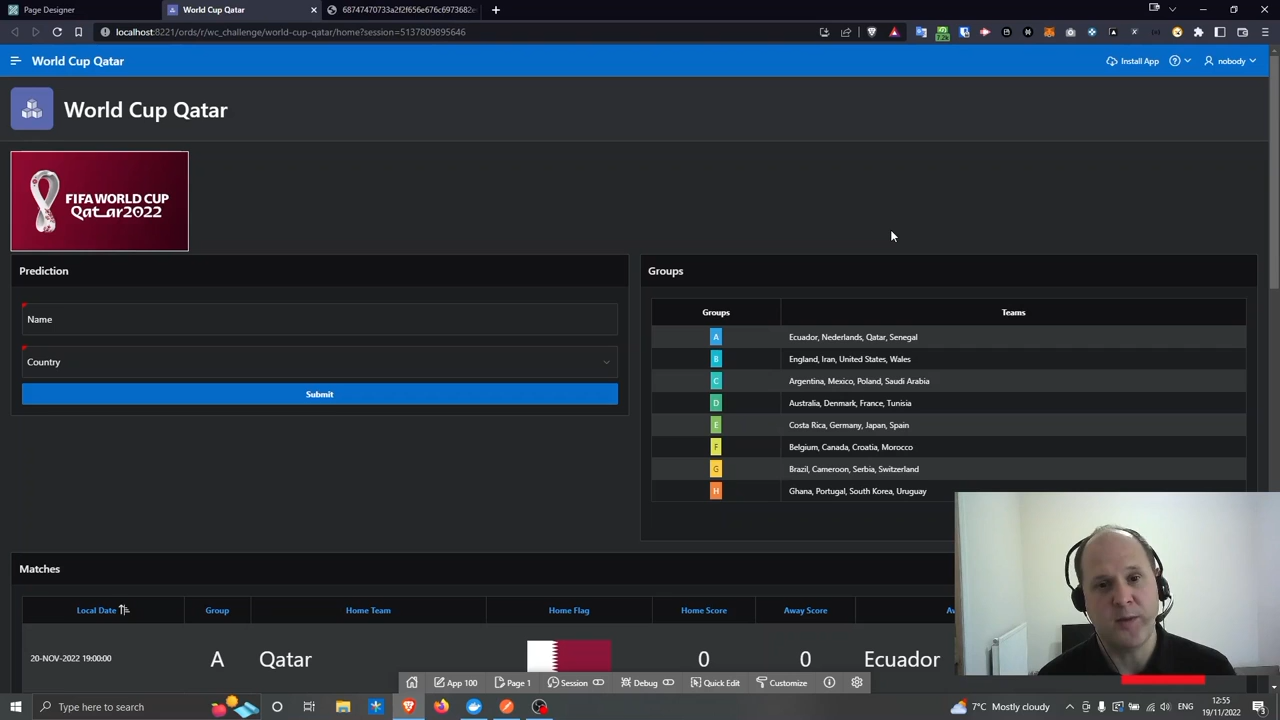 Page Designer
World Cup Qatar
68747470733a2f2f656e676c6973682e
localhost:8221/ords/r/wc_challenge/world-cup-qatar/home?session=5137809895646
World Cup Qatar
Install App
nobody
World Cup Qatar
FIFA WORLD CUP
Qatar2022
Prediction
Name
Country
Submit
Groups
Groups Teams
A Ecuador, Nederlands, Qatar, Senegal
B England, Iran, United States, Wales
C Argentina, Mexico, Poland, Saudi Arabia
D Australia, Denmark, France, Tunisia
E Costa Rica, Germany, Japan, Spain
F Belgium, Canada, Croatia, Morocco
G Brazil, Cameroon, Serbia, Switzerland
H Ghana, Portugal, South Korea, Uruguay
Matches
Local Date Group Home Team Home Flag Home Score Away Score
20-NOV-2022 19:00:00 A Qatar 0 0 Ecuador
App 100 Page 1 Session Debug Quick Edit Customize
Type here to search
7°C Mostly cloudy
ENG
12:55
19/11/2022